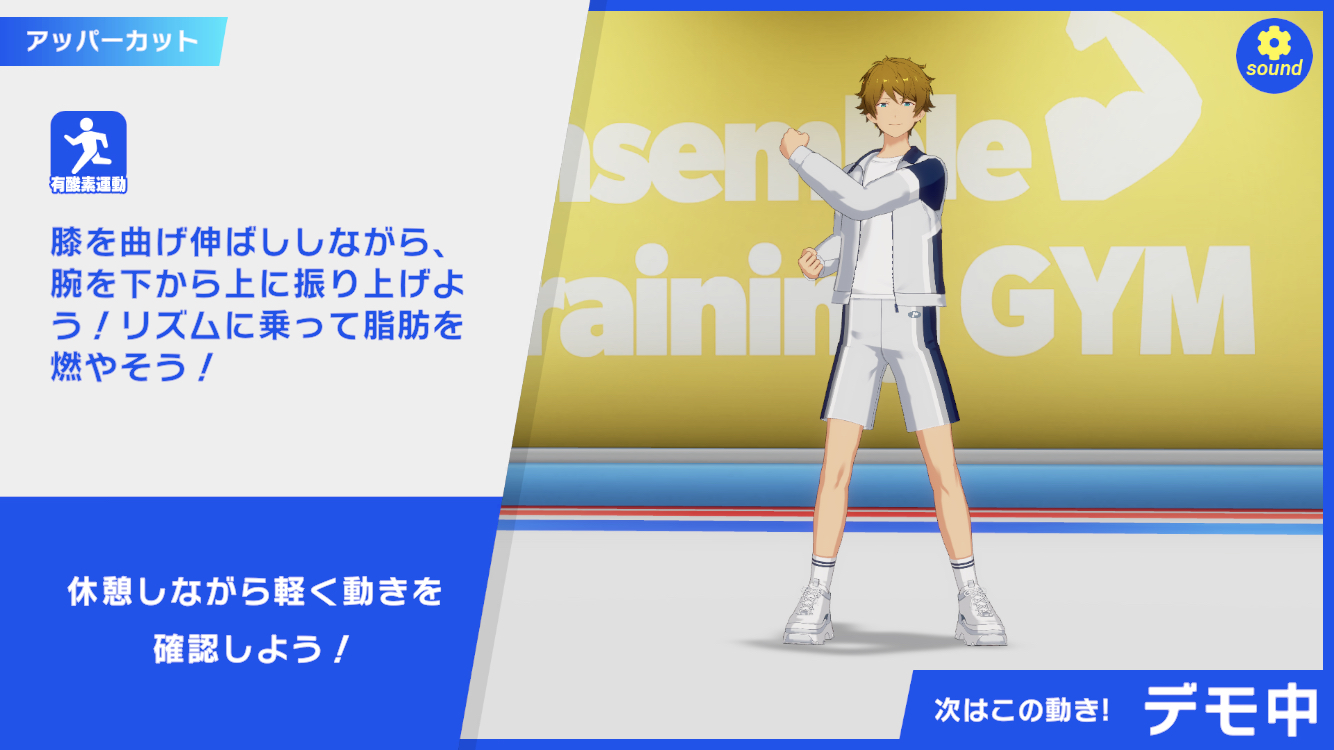 アッパーカット
sound
有酸素運動
膝を曲げ伸ばししながら、
腕を下から上に振り上げよ
う！リズムに乗って脂肪を
燃やそう！
nsemble
raining GYM
休憩しながら軽く動きを
確認しよう！
次はこの動き! デモ中